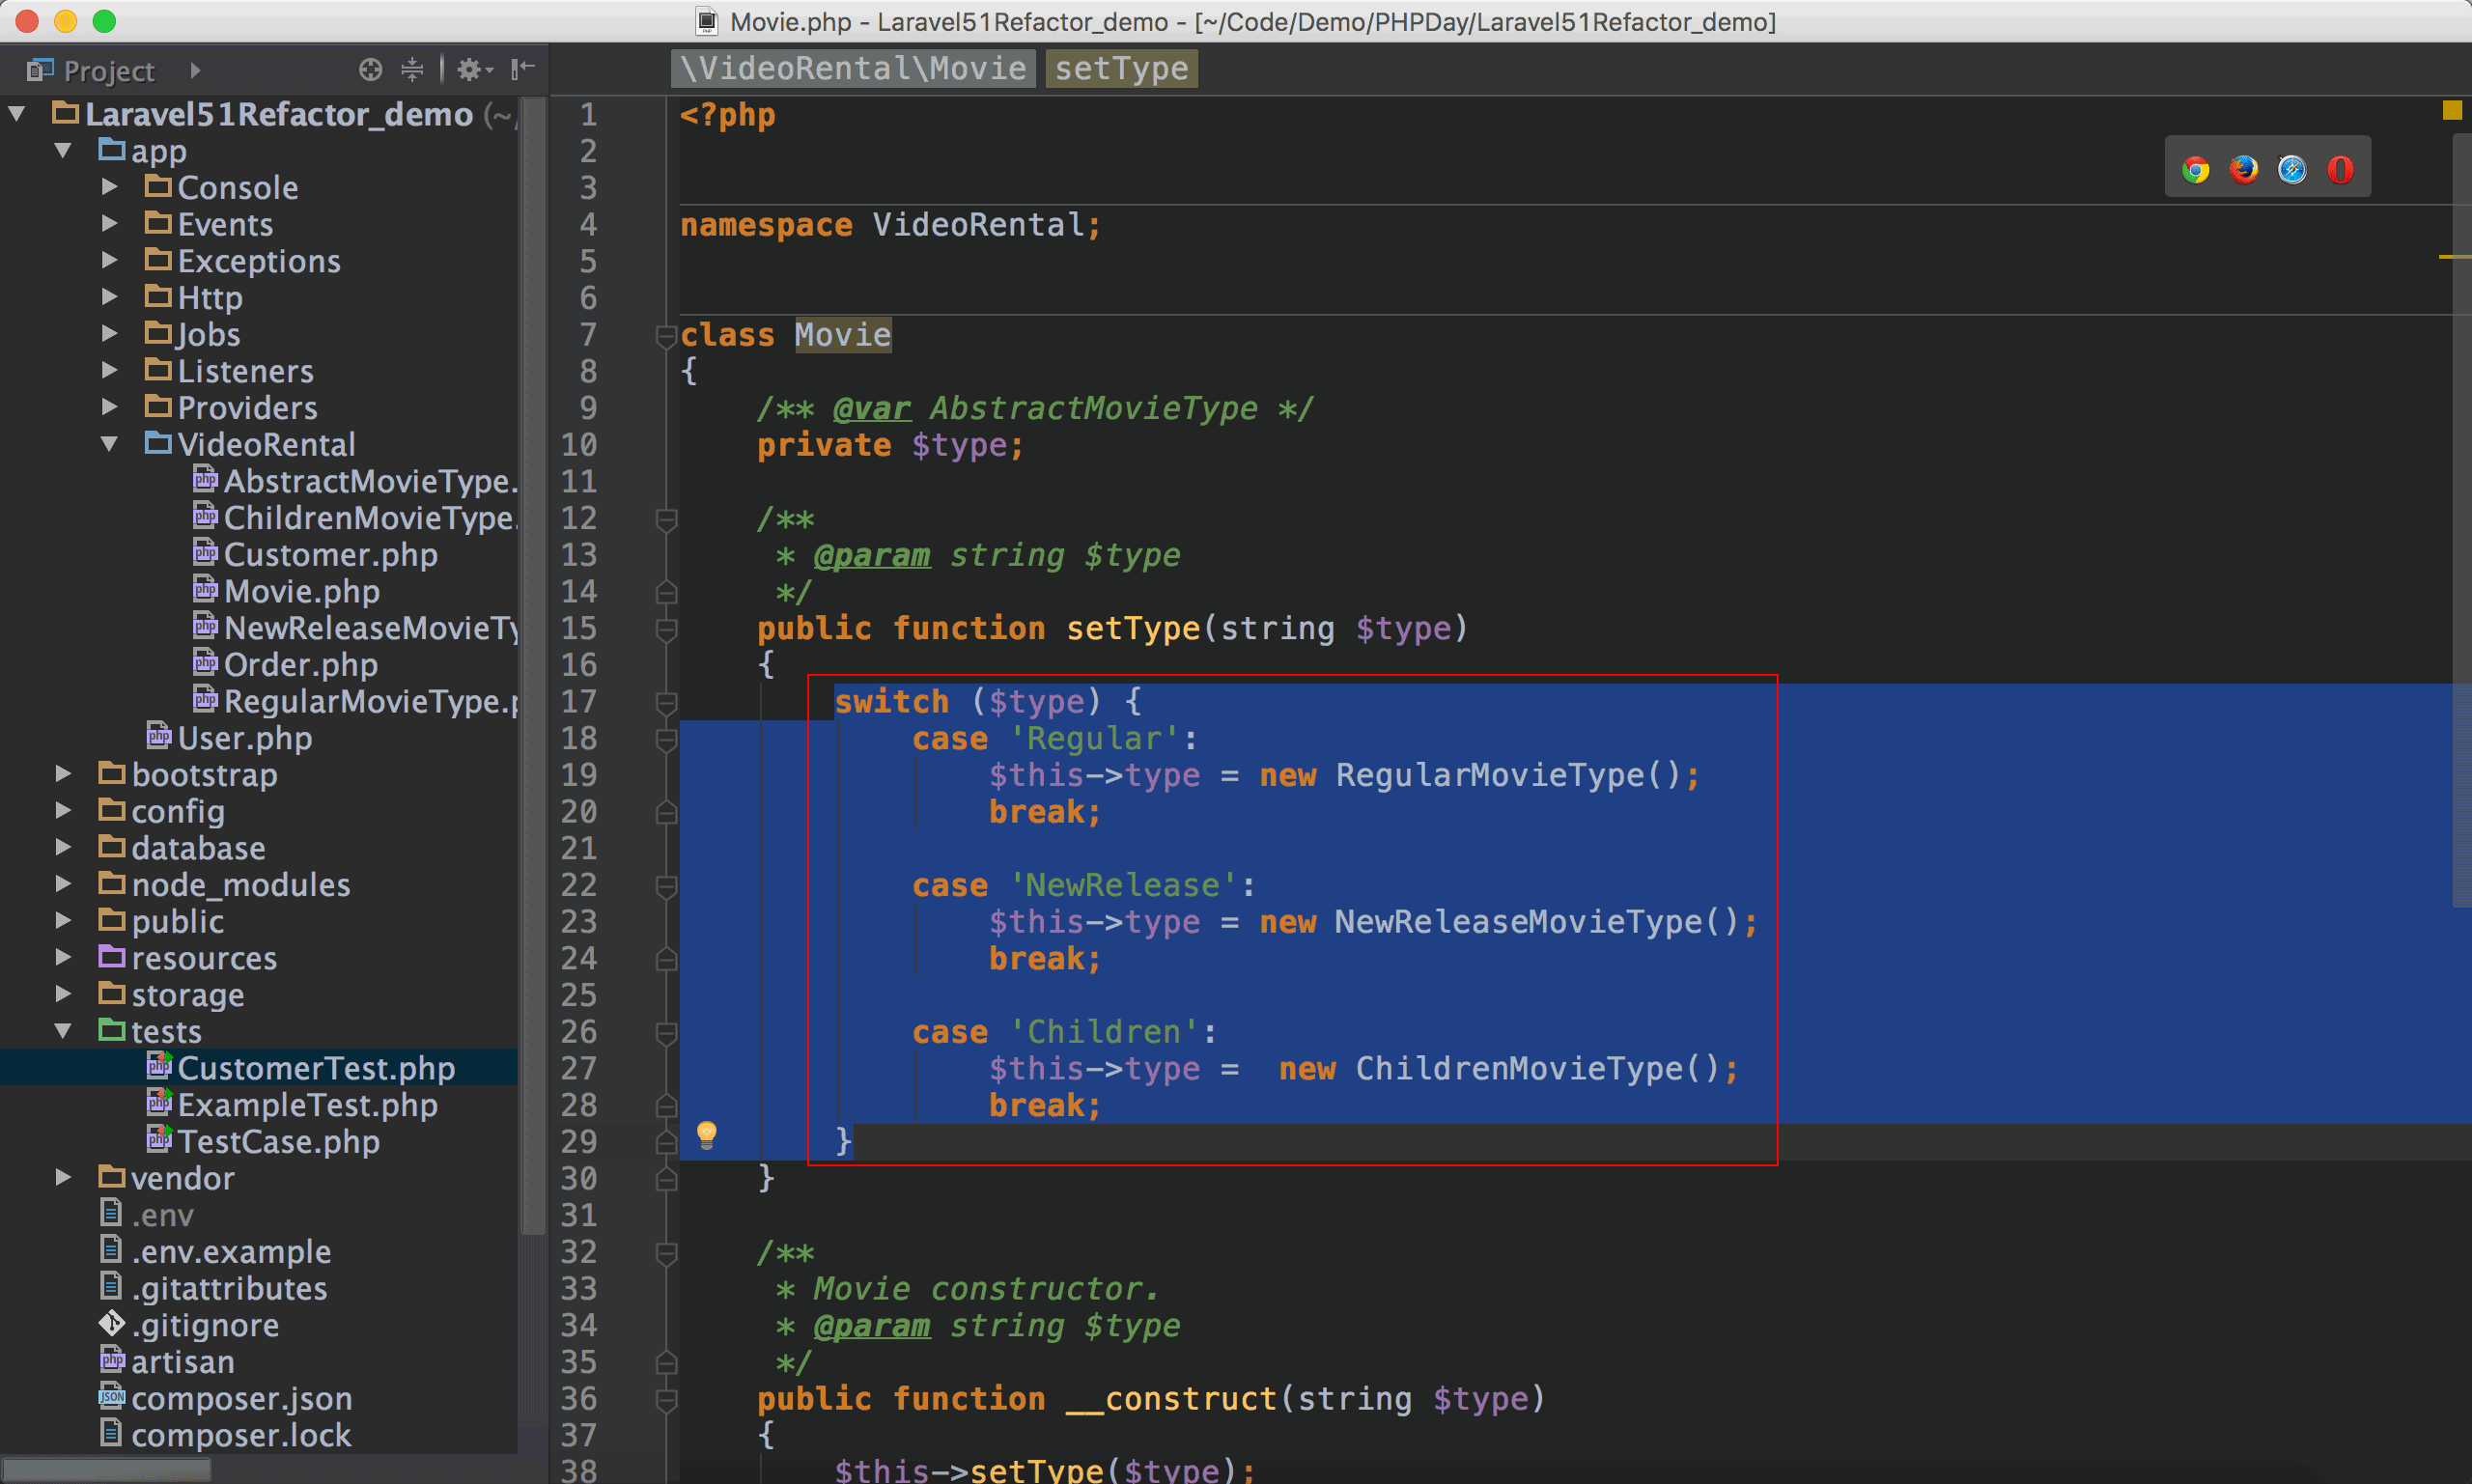 Movie.php - Laravel51Refactor_demo - [~/Code/Demo/PHPDay/Laravel51Refactor_demo]
Project
Laravel51Refactor_demo (~/
app
Console
Events
Exceptions
Http
Jobs
Listeners
Providers
VideoRental
AbstractMovieType.
ChildrenMovieType.
Customer.php
Movie.php
NewReleaseMovieTy
Order.php
RegularMovieType.p
User.php
bootstrap
config
database
node_modules
public
resources
storage
tests
CustomerTest.php
ExampleTest.php
TestCase.php
vendor
.env
.env.example
.gitattributes
.gitignore
artisan
composer.json
composer.lock
\VideoRental\Movie setType
1 <?php
2
3
4 namespace VideoRental;
5
6
7 class Movie
8 {
9     /** @var AbstractMovieType */
10     private $type;
11
12     /**
13      * @param string $type
14      */
15     public function setType(string $type)
16     {
17         switch ($type) {
18             case 'Regular':
19                 $this->type = new RegularMovieType();
20                 break;
21
22             case 'NewRelease':
23                 $this->type = new NewReleaseMovieType();
24                 break;
25
26             case 'Children':
27                 $this->type =  new ChildrenMovieType();
28                 break;
29         }
30     }
31
32     /**
33      * Movie constructor.
34      * @param string $type
35      */
36     public function __construct(string $type)
37     {
38         $this->setType($type);